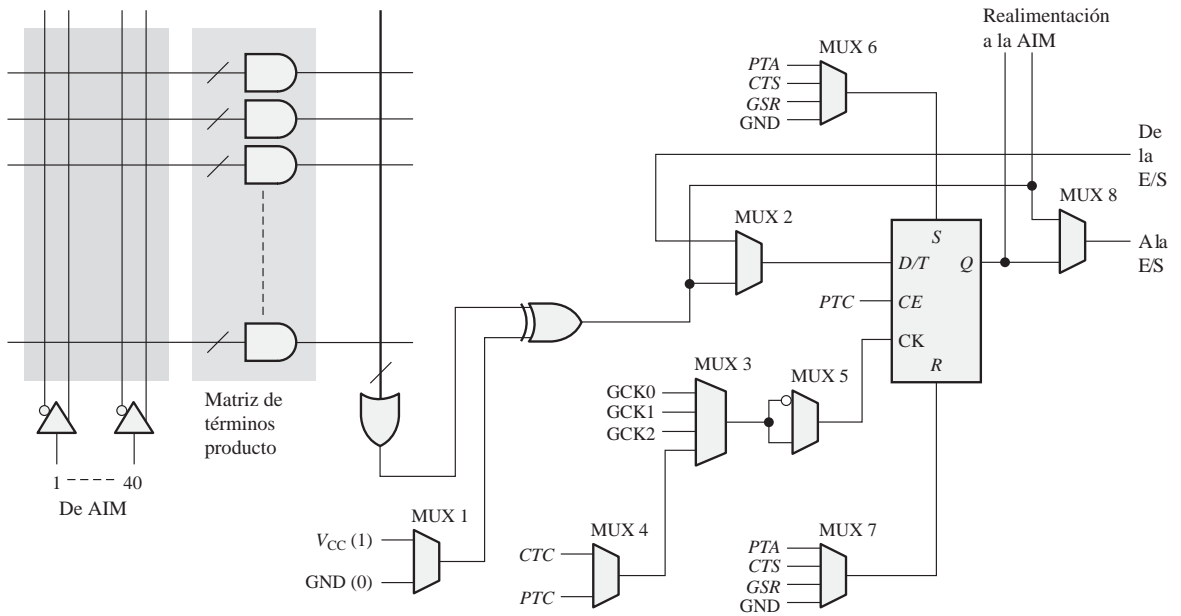 Realimentación
a la AIM
MUX 6
PTA
CTS
GSR
GND
De
la
E/S
MUX 8
A la
E/S
MUX 2
S
D/T
Q
PTC
CE
CK
R
MUX 3
MUX 5
GCK0
GCK1
GCK2
Matriz de
términos
producto
1
40
De AIM
MUX 1
VCC (1)
GND (0)
MUX 4
CTC
PTC
MUX 7
PTA
CTS
GSR
GND